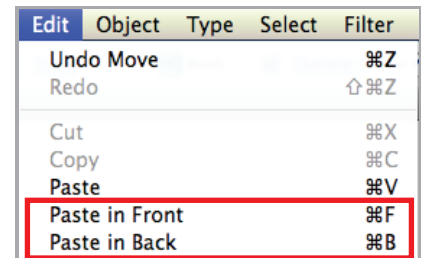 Edit Object Type Select Filter
Undo Move ⌘Z
Redo ⇧⌘Z
Cut ⌘X
Copy ⌘C
Paste ⌘V
Paste in Front ⌘F
Paste in Back ⌘B